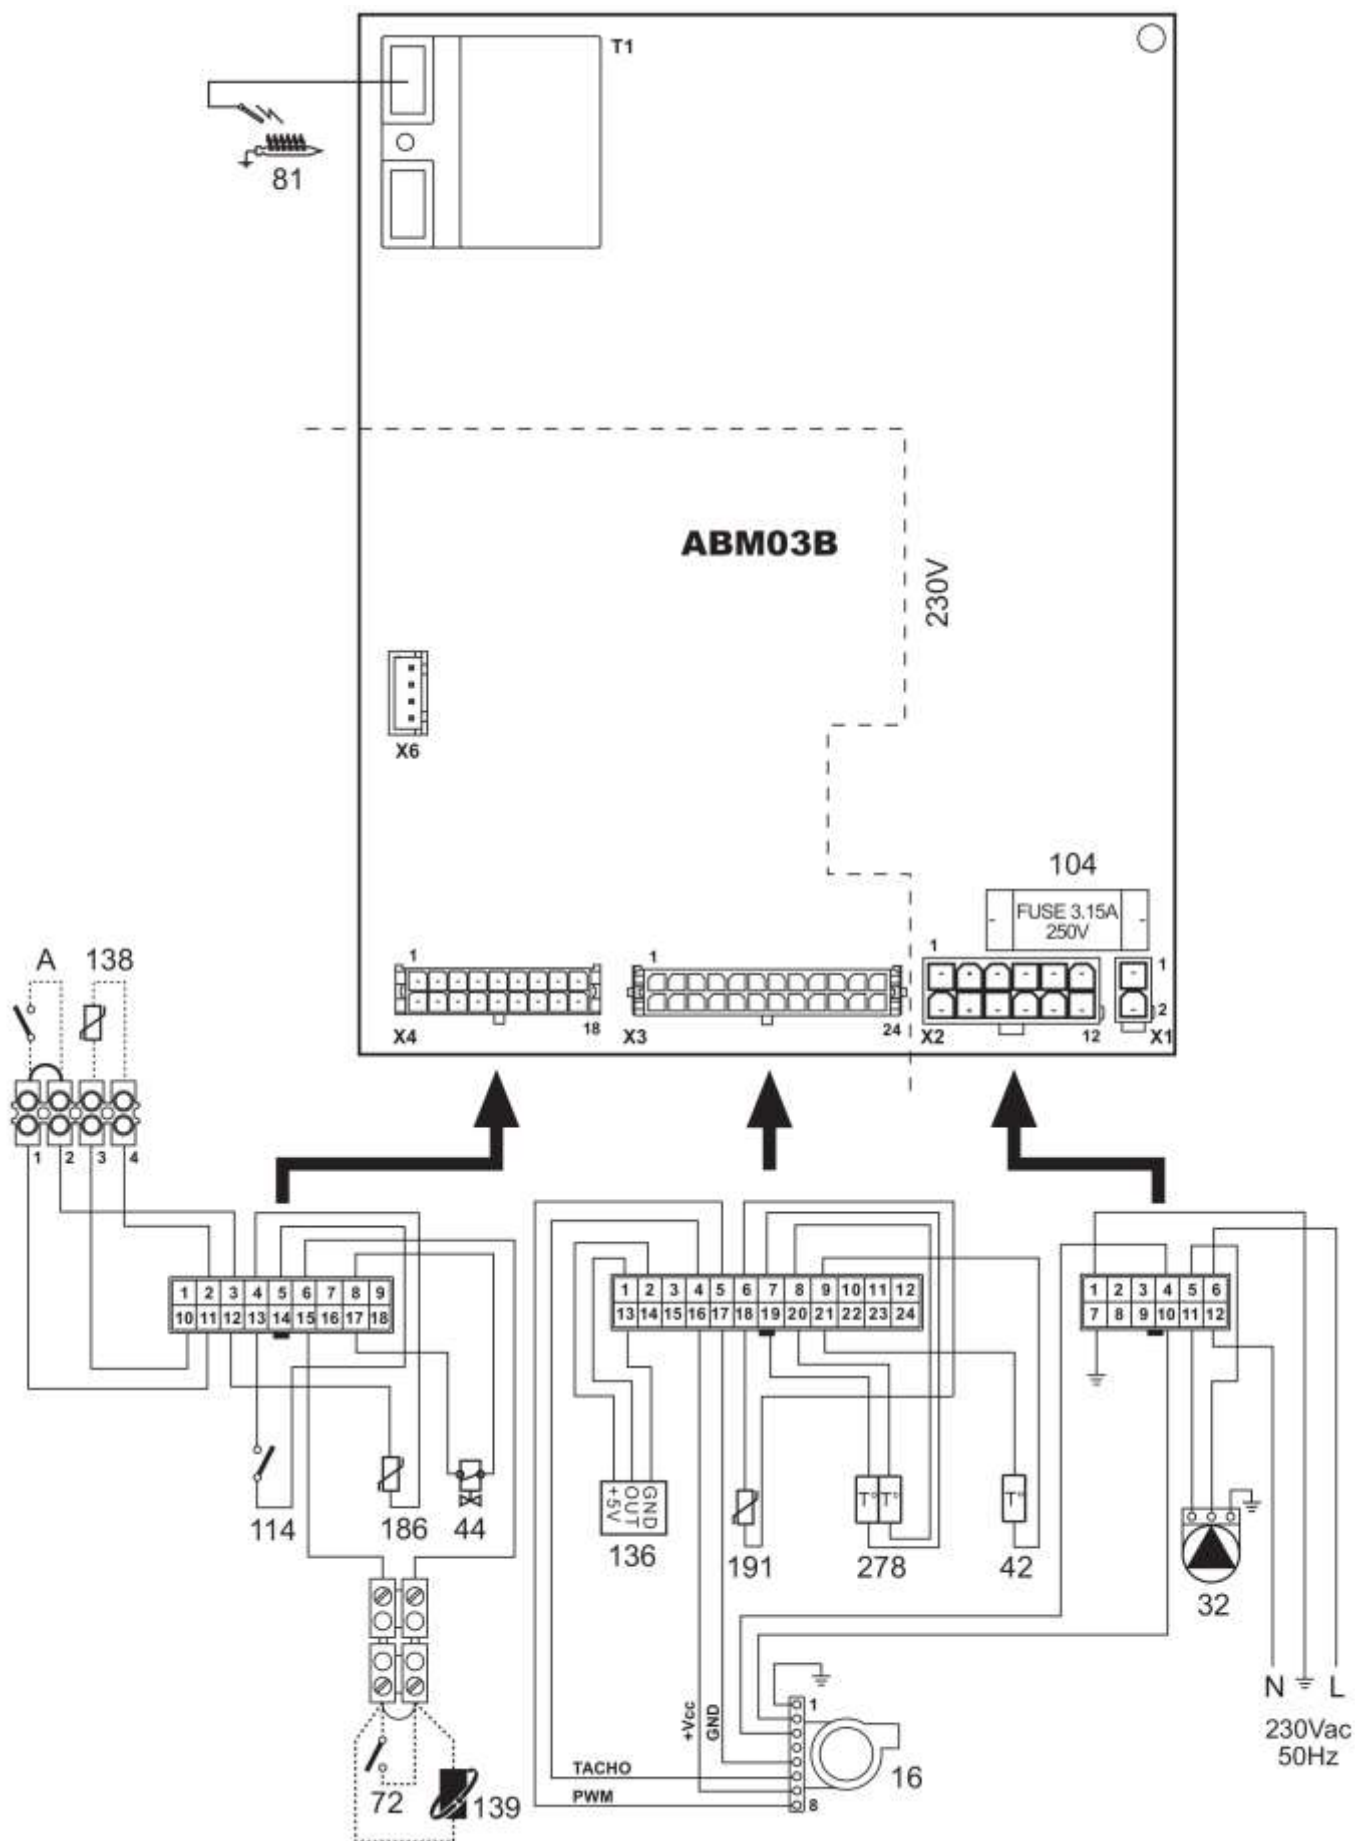 T1
81
ABM03B
230V
X6
104
FUSE 3.15A
250V
1
18
X4
1
24
X3
1
12
X2
1
2
X1
A 138
1 2 3 4
1 2 3 4 5 6 7 8 9
10 11 12 13 14 15 16 17 18
1 2 3 4 5 6 7 8 9 10 11 12
13 14 15 16 17 18 19 20 21 22 23 24
1 2 3 4 5 6
7 8 9 10 11 12
114 186 44
GND
OUT
+5V
136 191 278 42
T° T° T°
32
N L
230Vac
50Hz
+Vcc
GND
TACHO
PWM
1
8
16
72 139